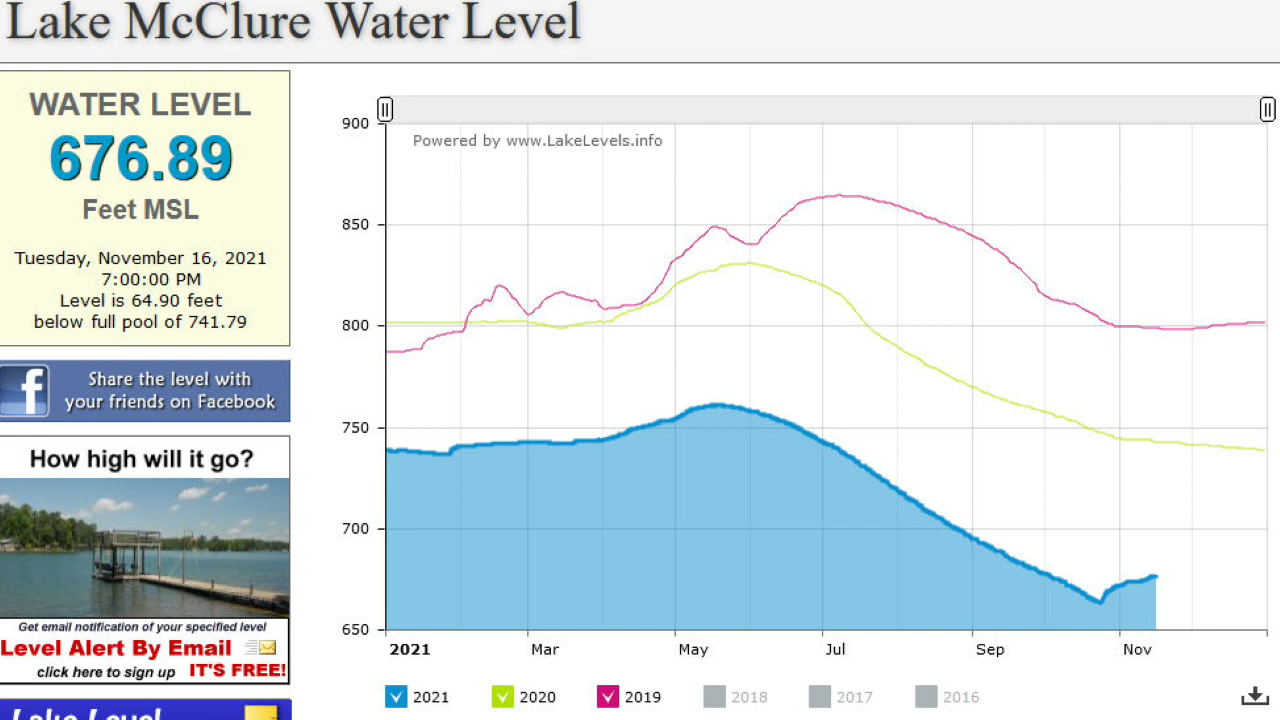 Lake McClure Water Level
WATER LEVEL
676.89
Feet MSL
Tuesday, November 16, 2021
7:00:00 PM
Level is 64.90 feet
below full pool of 741.79
Share the level with
your friends on Facebook
How high will it go?
Get email notification of your specified level
Level Alert By Email
click here to sign up IT'S FREE!
Lake Level
Powered by www.LakeLevels.info
900
850
800
750
700
650
2021 Mar May Jul Sep Nov
2021 2020 2019 2018 2017 2016